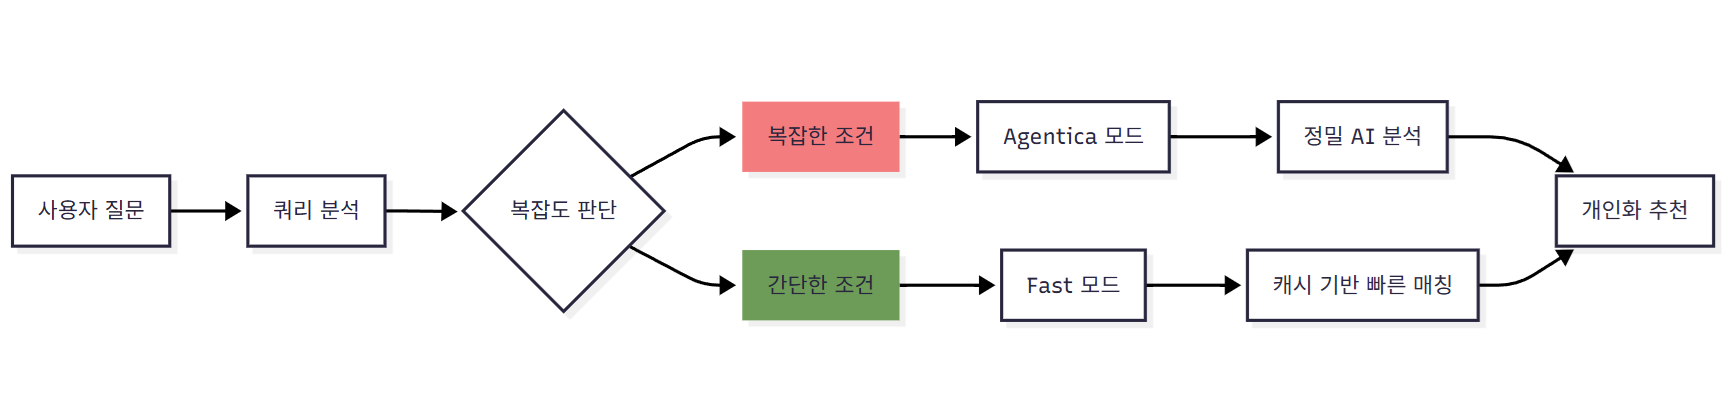 사용자 질문
쿼리 분석
복잡도 판단
복잡한 조건
Agentica 모드
정밀 AI 분석
간단한 조건
Fast 모드
캐시 기반 빠른 매칭
개인화 추천